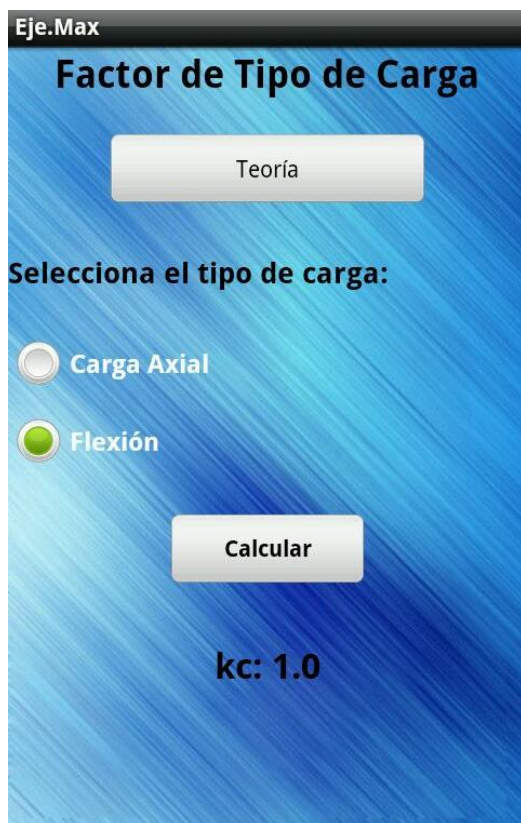 Eje.Max
Factor de Tipo de Carga
Teoría
Selecciona el tipo de carga:
Carga Axial
Flexión
Calcular
kc: 1.0